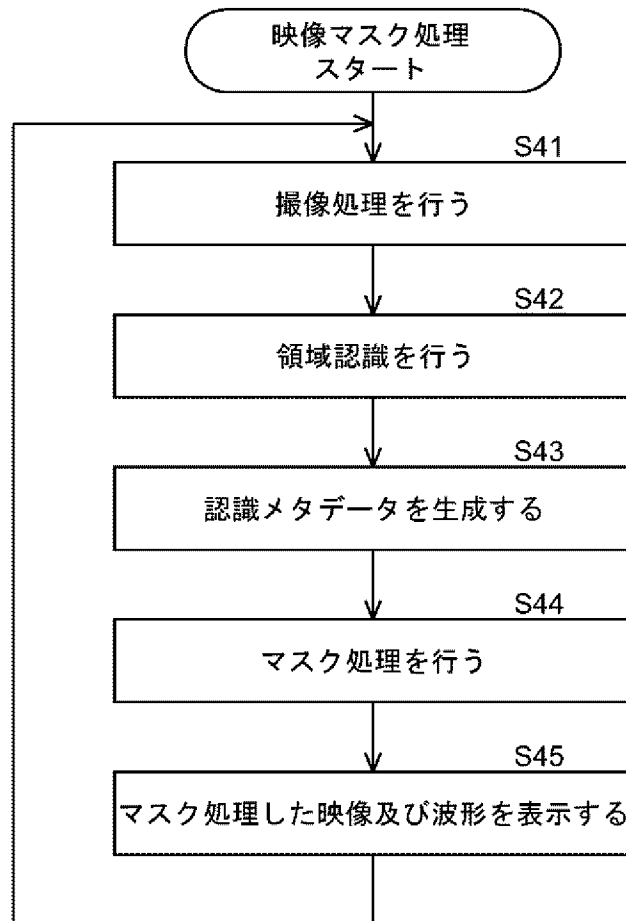 映像マスク処理
スタート
S41
撮像処理を行う
S42
領域認識を行う
S43
認識メタデータを生成する
S44
マスク処理を行う
S45
マスク処理した映像及び波形を表示する